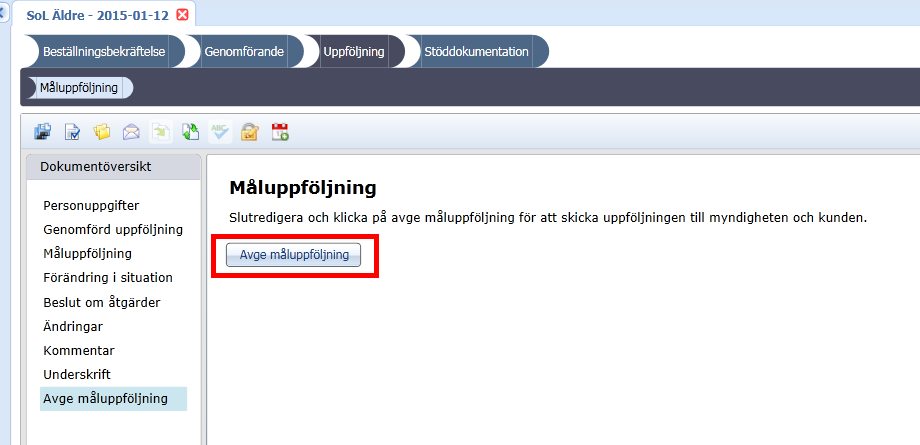 SoL Äldre - 2015-01-12
Beställningsbekräftelse
Genomförande
Uppföljning
Stöddokumentation
Måluppföljning
ABC
Dokumentöversikt
Personuppgifter
Genomförd uppföljning
Måluppföljning
Förändring i situation
Beslut om åtgärder
Ändringar
Kommentar
Underskrift
Avge måluppföljning
Måluppföljning
Slutredigera och klicka på avge måluppföljning för att skicka uppföljningen till myndigheten och kunden.
Avge måluppföljning